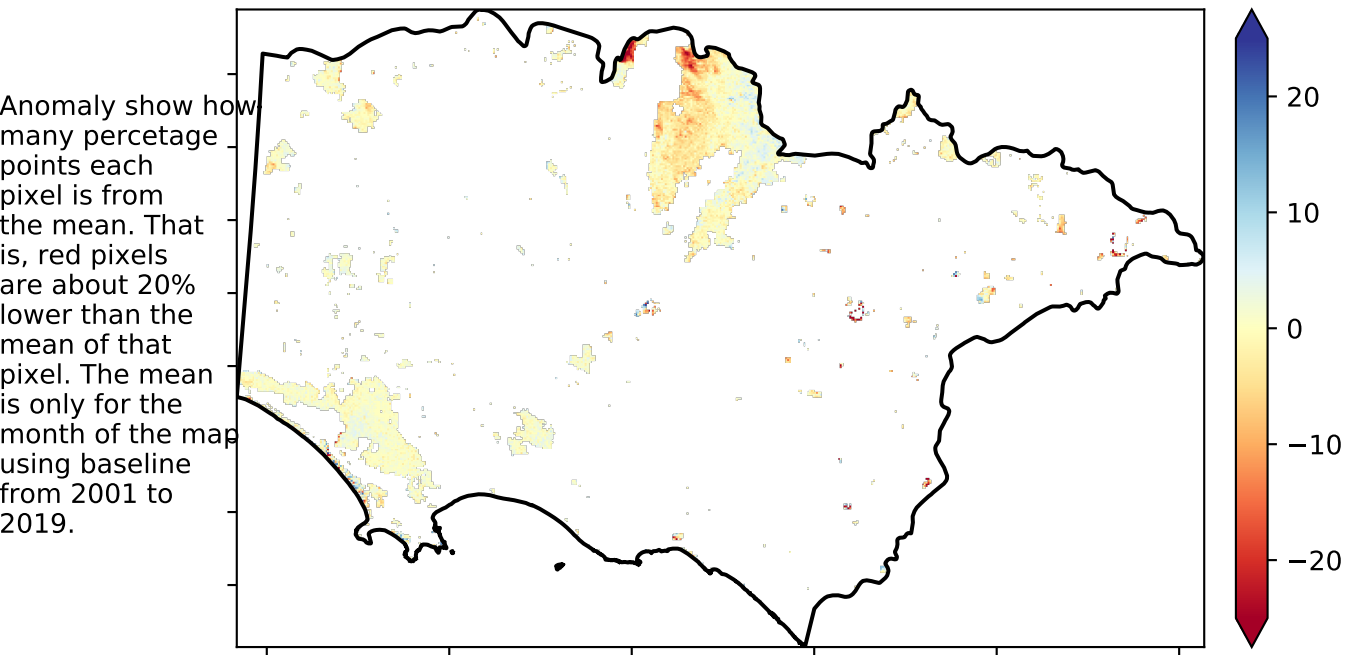 Anomaly show how
many percetage
points each
pixel is from
the mean. That
is, red pixels
are about 20%
lower than the
mean of that
pixel. The mean
is only for the
month of the map
using baseline
from 2001 to
2019.
20
10
0
−10
−20